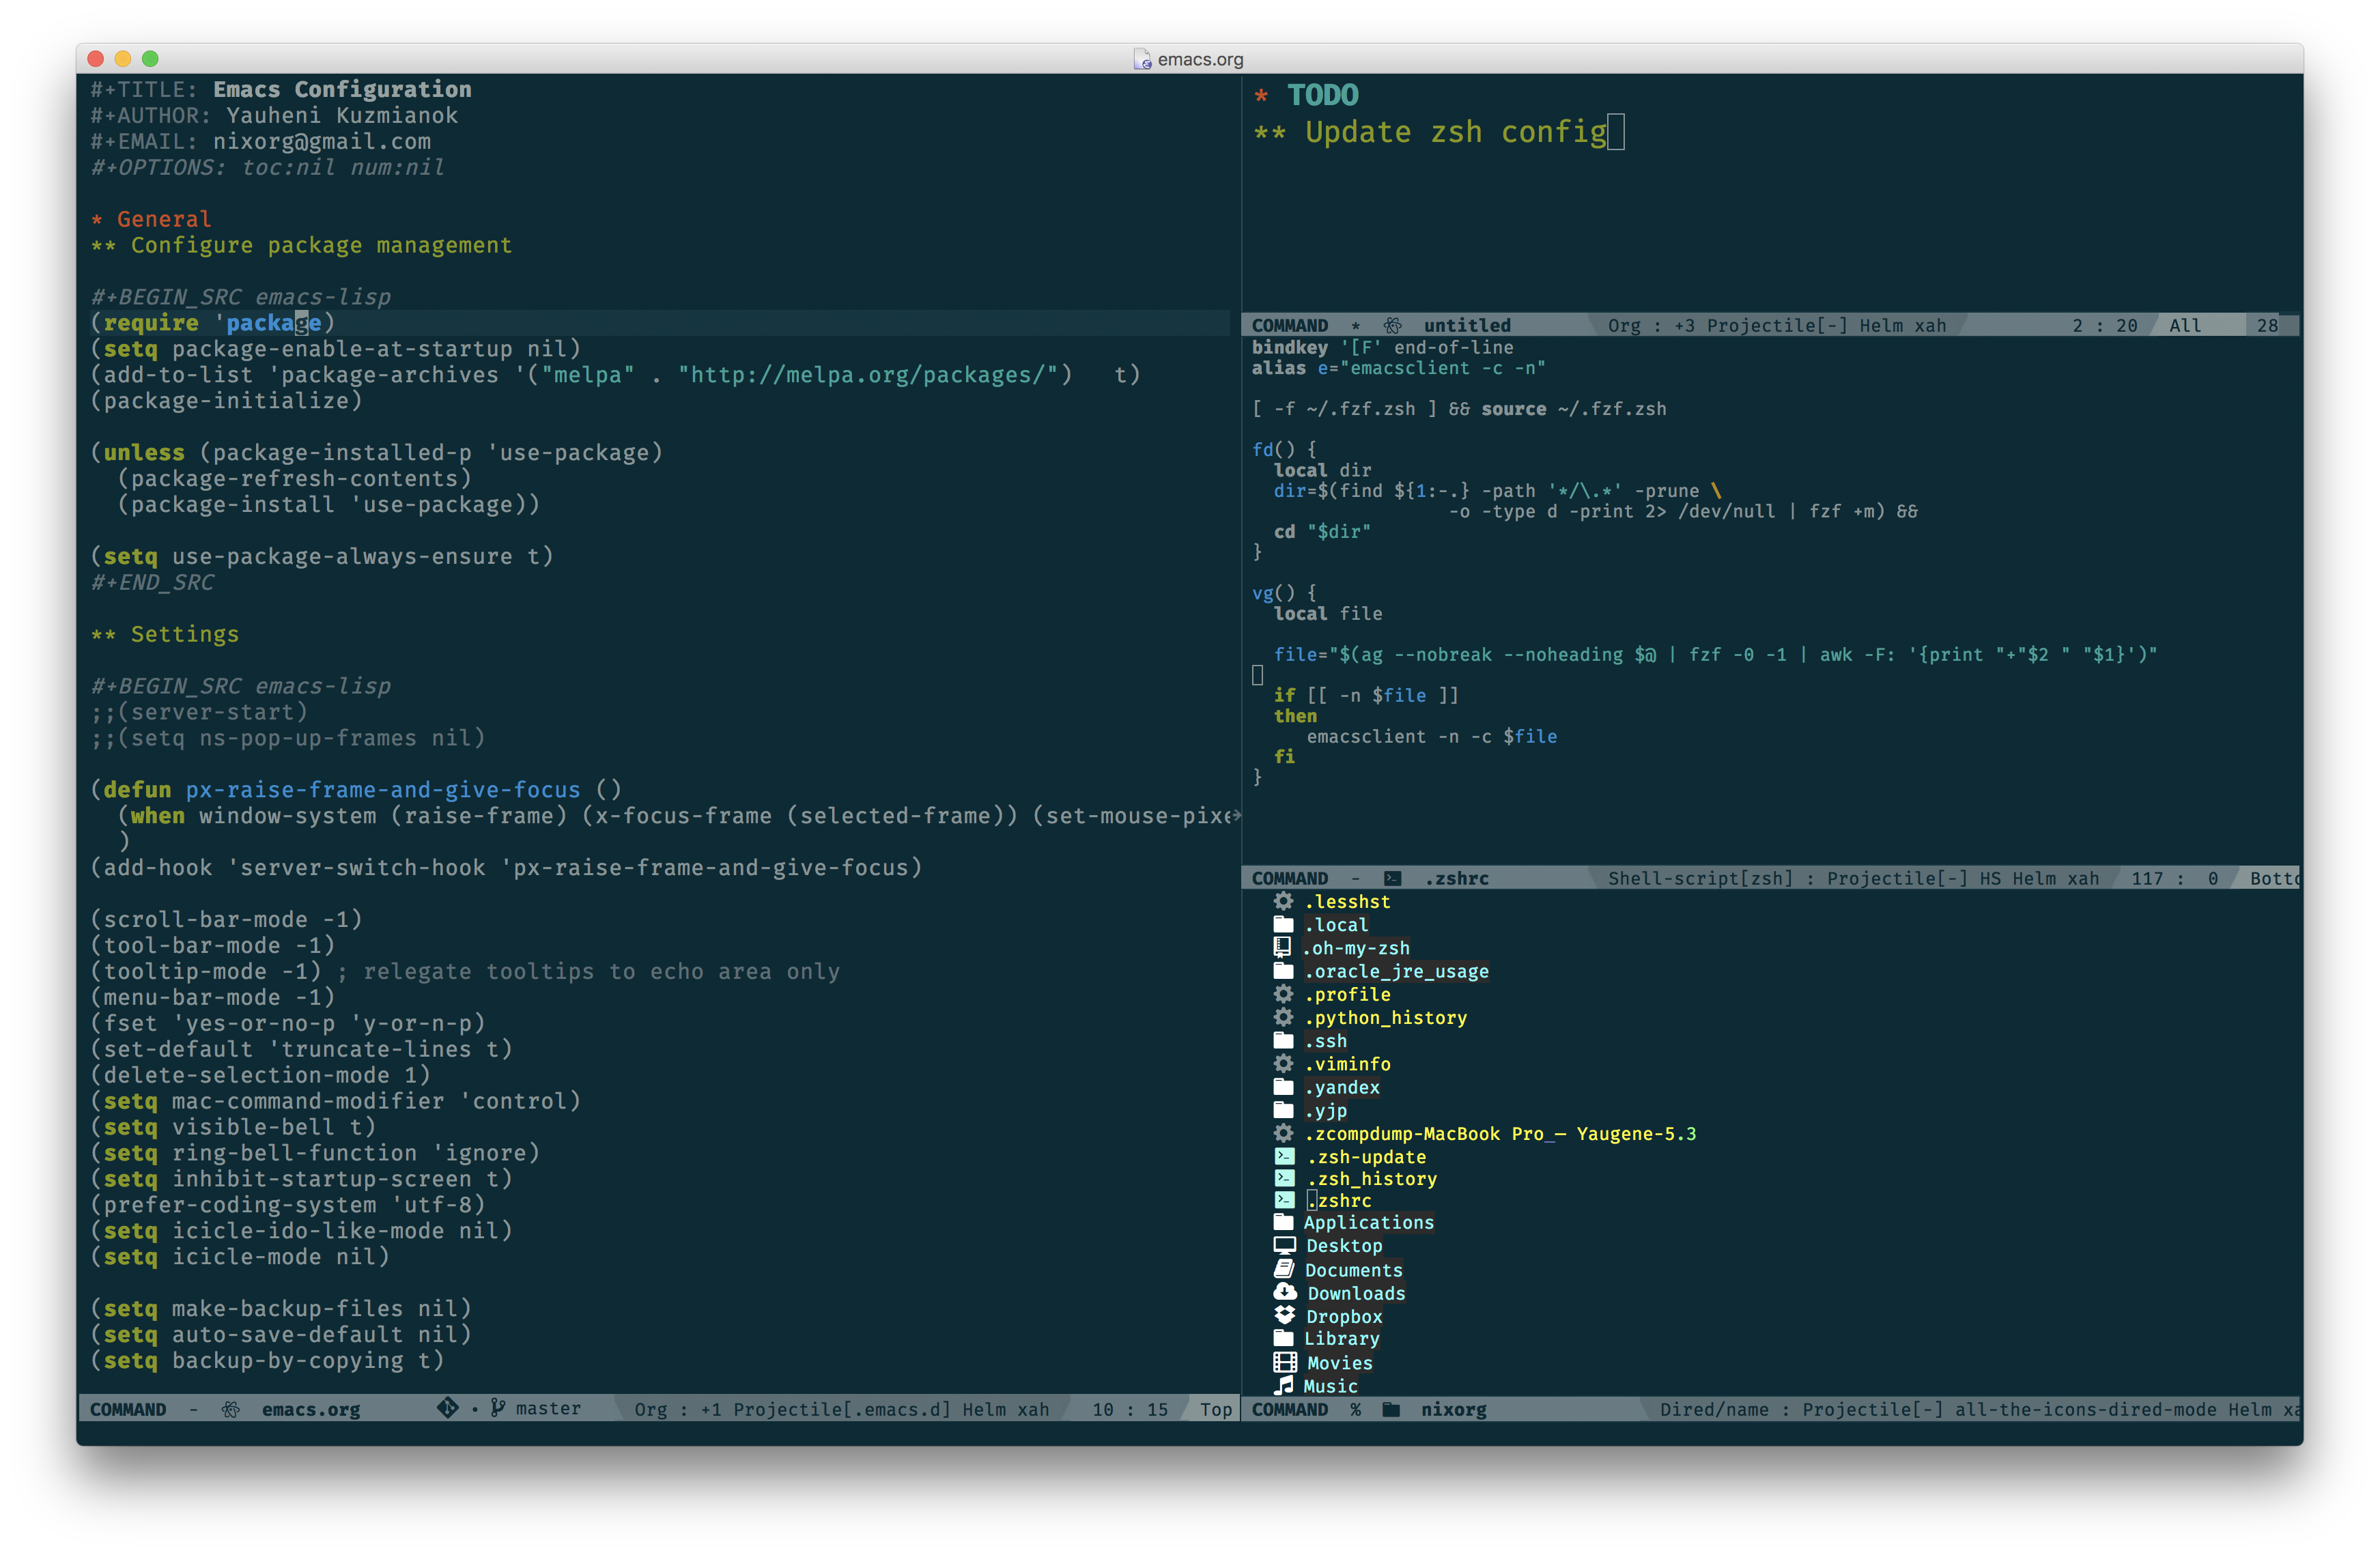 emacs.org
#+TITLE: Emacs Configuration
#+AUTHOR: Yauheni Kuzmianok
#+EMAIL: nixorg@gmail.com
#+OPTIONS: toc:nil num:nil
* General
** Configure package management
#+BEGIN_SRC emacs-lisp
(require 'package)
(setq package-enable-at-startup nil)
(add-to-list 'package-archives '("melpa" . "http://melpa.org/packages/")   t)
(package-initialize)
(unless (package-installed-p 'use-package)
  (package-refresh-contents)
  (package-install 'use-package))
(setq use-package-always-ensure t)
#+END_SRC
** Settings
#+BEGIN_SRC emacs-lisp
;;(server-start)
;;(setq ns-pop-up-frames nil)
(defun px-raise-frame-and-give-focus ()
  (when window-system (raise-frame) (x-focus-frame (selected-frame)) (set-mouse-pixe
  )
(add-hook 'server-switch-hook 'px-raise-frame-and-give-focus)
(scroll-bar-mode -1)
(tool-bar-mode -1)
(tooltip-mode -1) ; relegate tooltips to echo area only
(menu-bar-mode -1)
(fset 'yes-or-no-p 'y-or-n-p)
(set-default 'truncate-lines t)
(delete-selection-mode 1)
(setq mac-command-modifier 'control)
(setq visible-bell t)
(setq ring-bell-function 'ignore)
(setq inhibit-startup-screen t)
(prefer-coding-system 'utf-8)
(setq icicle-ido-like-mode nil)
(setq icicle-mode nil)
(setq make-backup-files nil)
(setq auto-save-default nil)
(setq backup-by-copying t)
COMMAND - emacs.org master Org : +1 Projectile[.emacs.d] Helm xah 10 : 15 Top
* TODO
** Update zsh config
COMMAND * untitled Org : +3 Projectile[-] Helm xah 2 : 20 All 28
bindkey '[F' end-of-line
alias e="emacsclient -c -n"
[ -f ~/.fzf.zsh ] && source ~/.fzf.zsh
fd() {
  local dir
  dir=$(find ${1:-.} -path '*/\.*' -prune \
                  -o -type d -print 2> /dev/null | fzf +m) &&
  cd "$dir"
}
vg() {
  local file
  file="$(ag --nobreak --noheading $@ | fzf -0 -1 | awk -F: '{print "+"$2 " "$1}')"
  if [[ -n $file ]]
  then
     emacsclient -n -c $file
  fi
}
COMMAND - .zshrc Shell-script[zsh] : Projectile[-] HS Helm xah 117 : 0 Botto
.lesshst
.local
.oh-my-zsh
.oracle_jre_usage
.profile
.python_history
.ssh
.viminfo
.yandex
.yjp
.zcompdump-MacBook Pro_— Yaugene-5.3
.zsh-update
.zsh_history
.zshrc
Applications
Desktop
Documents
Downloads
Dropbox
Library
Movies
Music
COMMAND % nixorg Dired/name : Projectile[-] all-the-icons-dired-mode Helm xa